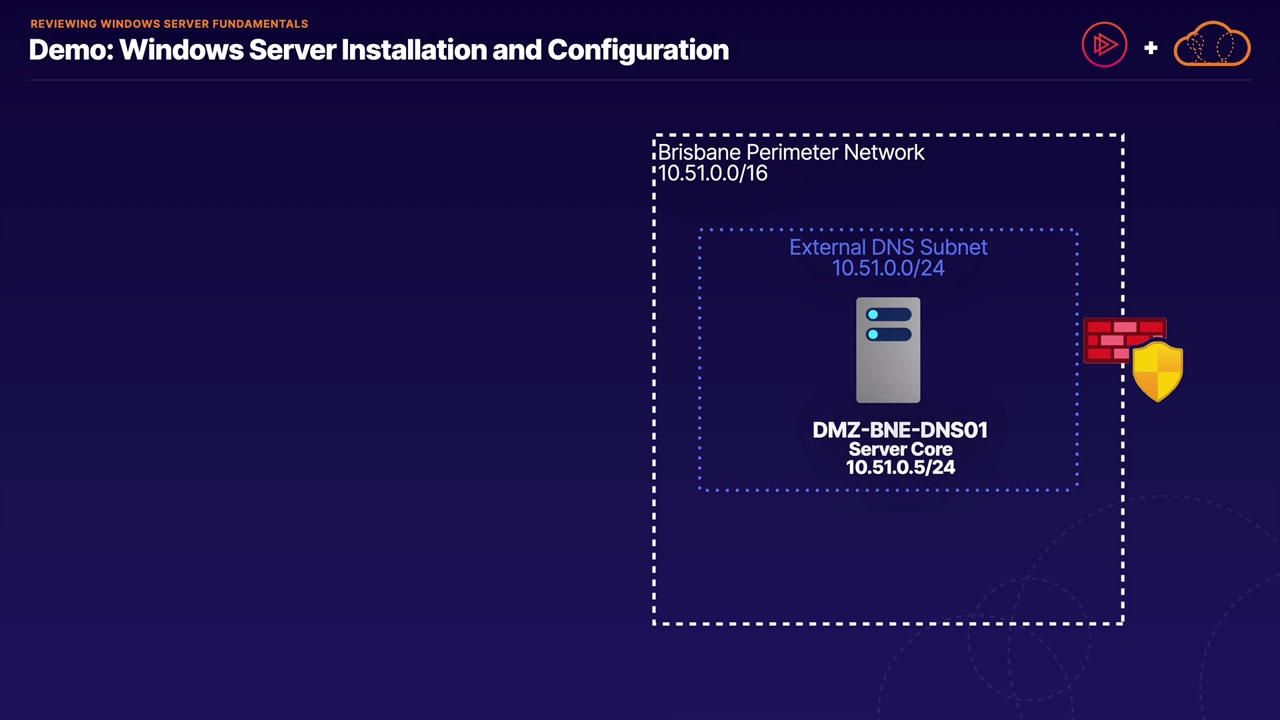 REVIEWING WINDOWS SERVER FUNDAMENTALS
Demo: Windows Server Installation and Configuration
+
Brisbane Perimeter Network
10.51.0.0/16
External DNS Subnet
10.51.0.0/24
DMZ-BNE-DNS01
Server Core
10.51.0.5/24